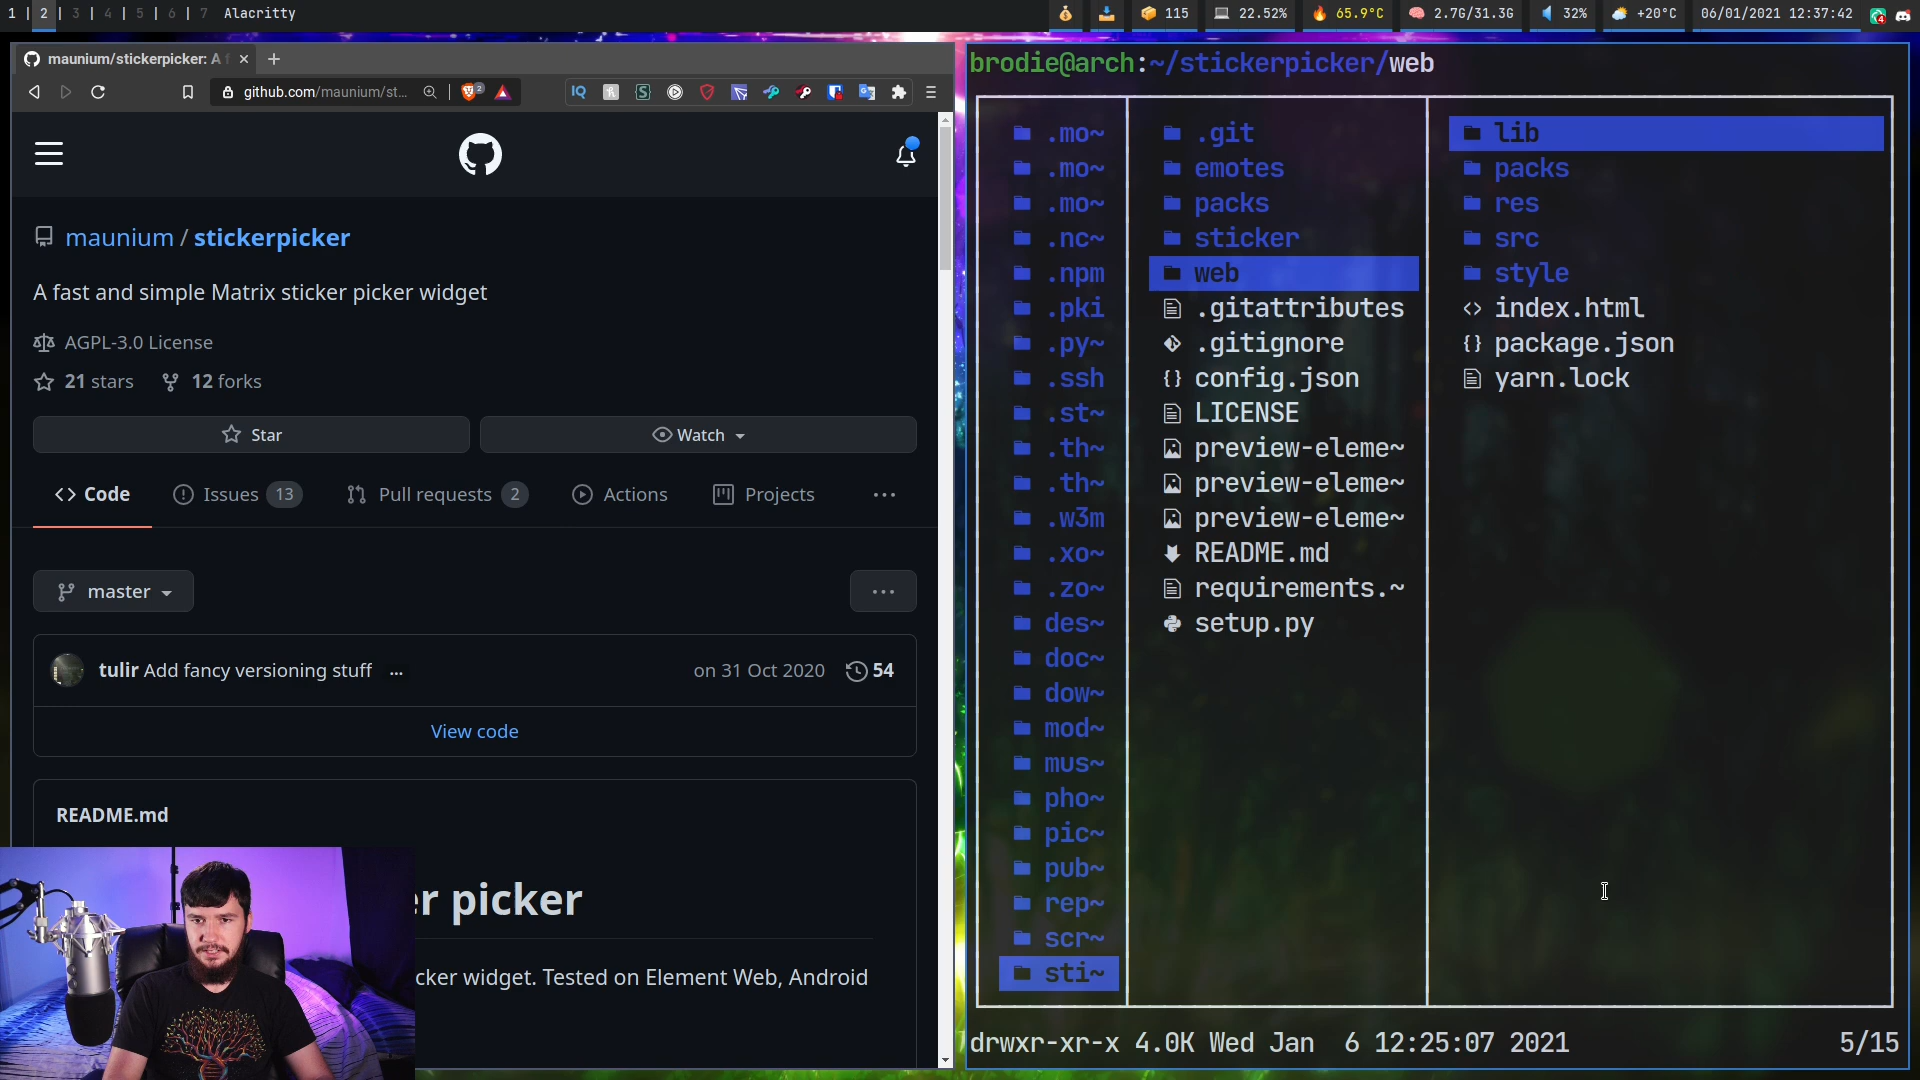 1 | 2 | 3 | 4 | 5 | 6 | 7 Alacritty
115 22.52% 65.9°C 2.7G/31.3G 32% +20°C 06/01/2021 12:37:42 4
maunium/stickerpicker: A f
github.com/maunium/st...
2
IQ
maunium / stickerpicker
A fast and simple Matrix sticker picker widget
AGPL-3.0 License
21 stars 12 forks
Star
Watch
Code
Issues 13
Pull requests 2
Actions
Projects
...
master
...
tulir Add fancy versioning stuff ...
on 31 Oct 2020
54
View code
README.md
er picker
cker widget. Tested on Element Web, Android
brodie@arch:~/stickerpicker/web
.mo~
.mo~
.mo~
.nc~
.npm
.pki
.py~
.ssh
.st~
.th~
.th~
.w3m
.xo~
.zo~
des~
doc~
dow~
mod~
mus~
pho~
pic~
pub~
rep~
scr~
sti~
.git
emotes
packs
sticker
web
.gitattributes
.gitignore
config.json
LICENSE
preview-eleme~
preview-eleme~
preview-eleme~
README.md
requirements.~
setup.py
lib
packs
res
src
style
index.html
package.json
yarn.lock
drwxr-xr-x 4.0K Wed Jan  6 12:25:07 2021
5/15